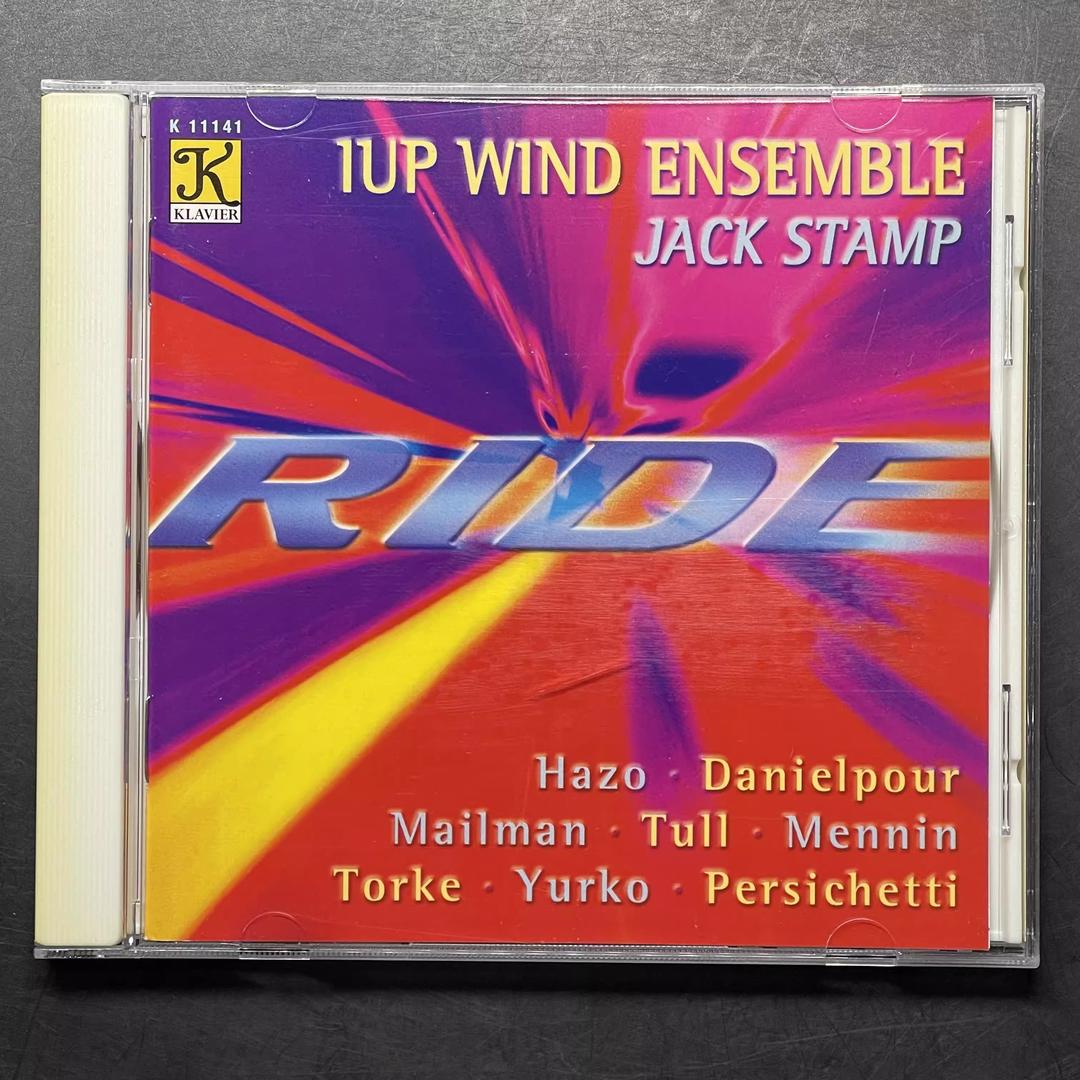 K 11141
K
KLAVIER
IUP WIND ENSEMBLE
JACK STAMP
RIDE
Hazo · Danielpour
Mailman · Tull · Mennin
Torke · Yurko · Persichetti